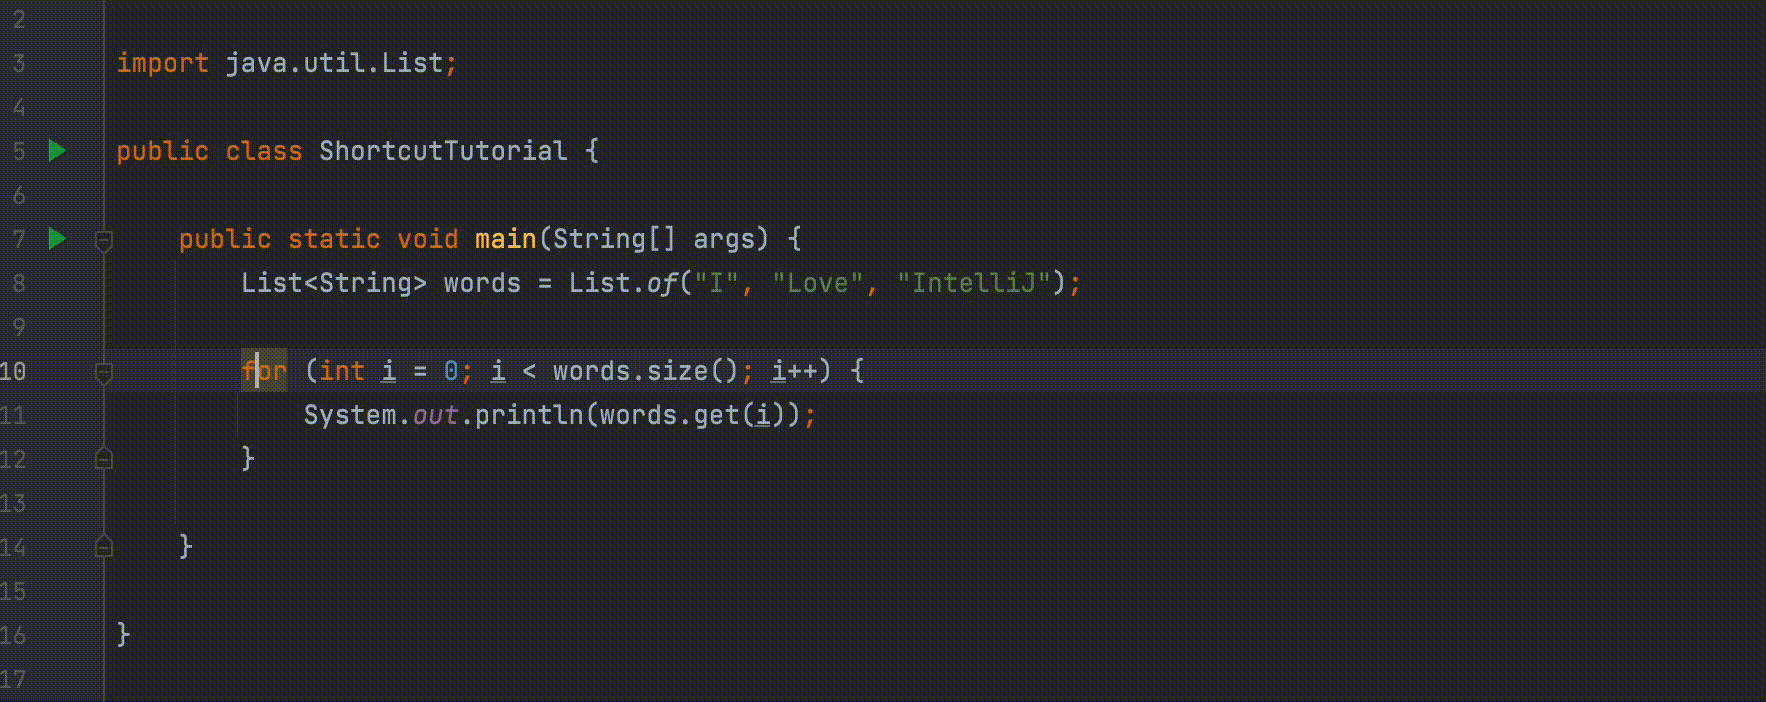 2
3 import java.util.List;
4
5 public class ShortcutTutorial {
6
7     public static void main(String[] args) {
8         List<String> words = List.of("I", "Love", "IntelliJ");
9
10         for (int i = 0; i < words.size(); i++) {
11             System.out.println(words.get(i));
12         }
13
14     }
15
16 }
17